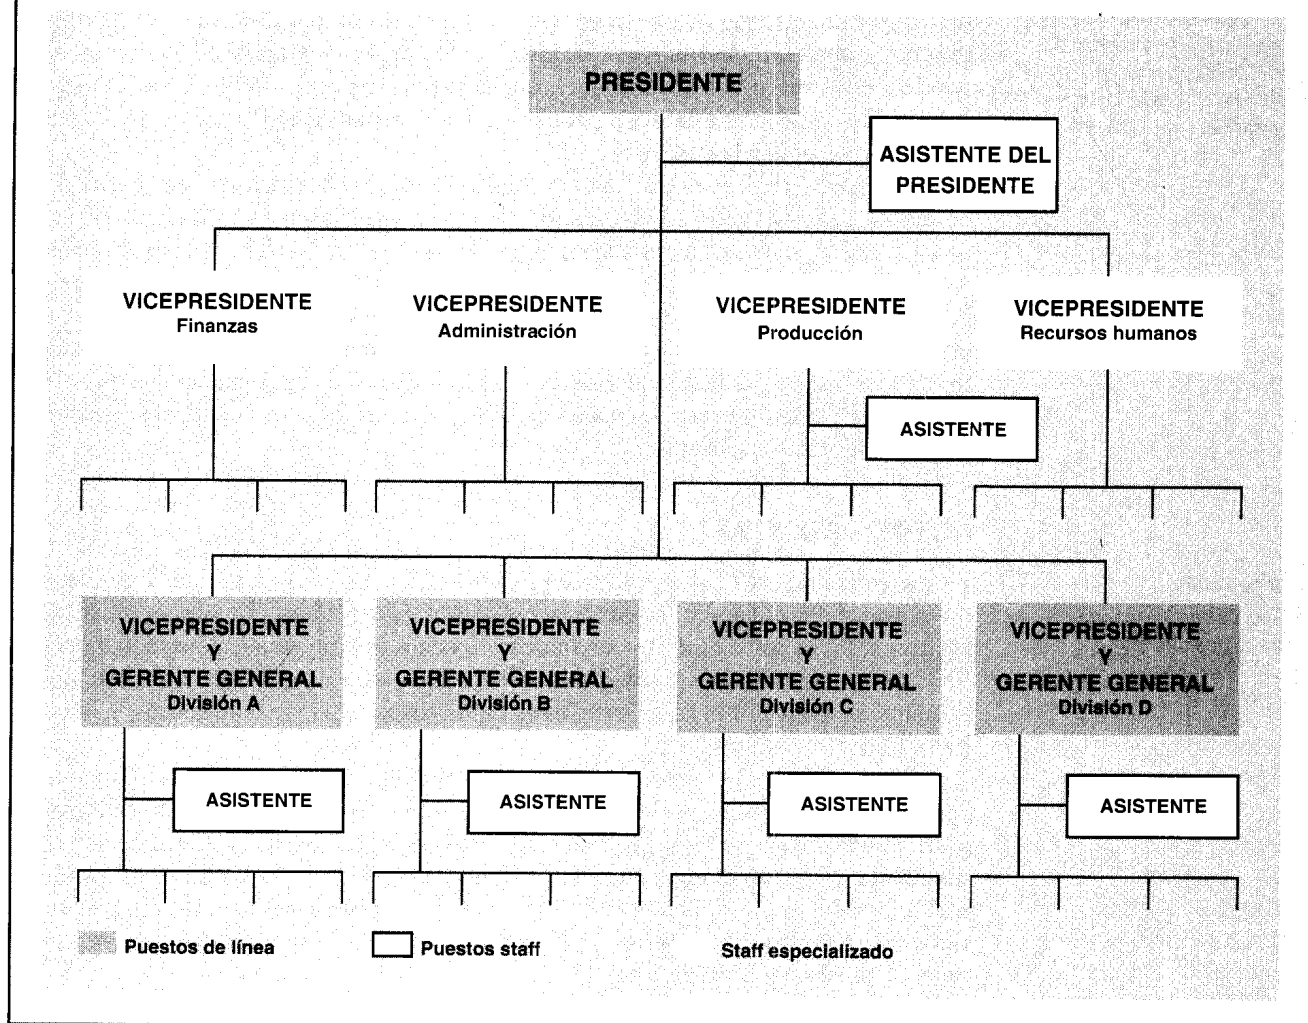 PRESIDENTE
ASISTENTE DEL
PRESIDENTE
VICEPRESIDENTE
Finanzas
VICEPRESIDENTE
Administración
VICEPRESIDENTE
Producción
VICEPRESIDENTE
Recursos humanos
ASISTENTE
VICEPRESIDENTE
Y
GERENTE GENERAL
División A
VICEPRESIDENTE
Y
GERENTE GENERAL
División B
VICEPRESIDENTE
Y
GERENTE GENERAL
División C
VICEPRESIDENTE
Y
GERENTE GENERAL
División D
ASISTENTE
ASISTENTE
ASISTENTE
ASISTENTE
Puestos de línea
Puestos staff
Staff especializado